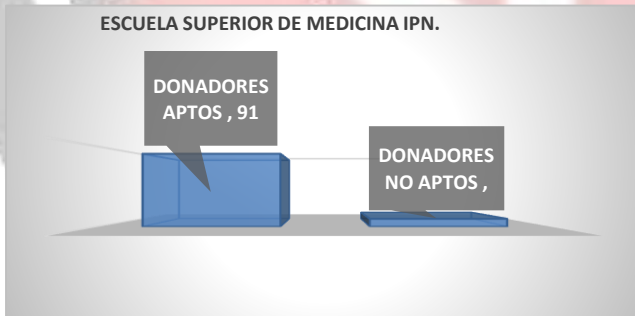 ESCUELA SUPERIOR DE MEDICINA IPN.
DONADORES
APTOS , 91
DONADORES
NO APTOS ,